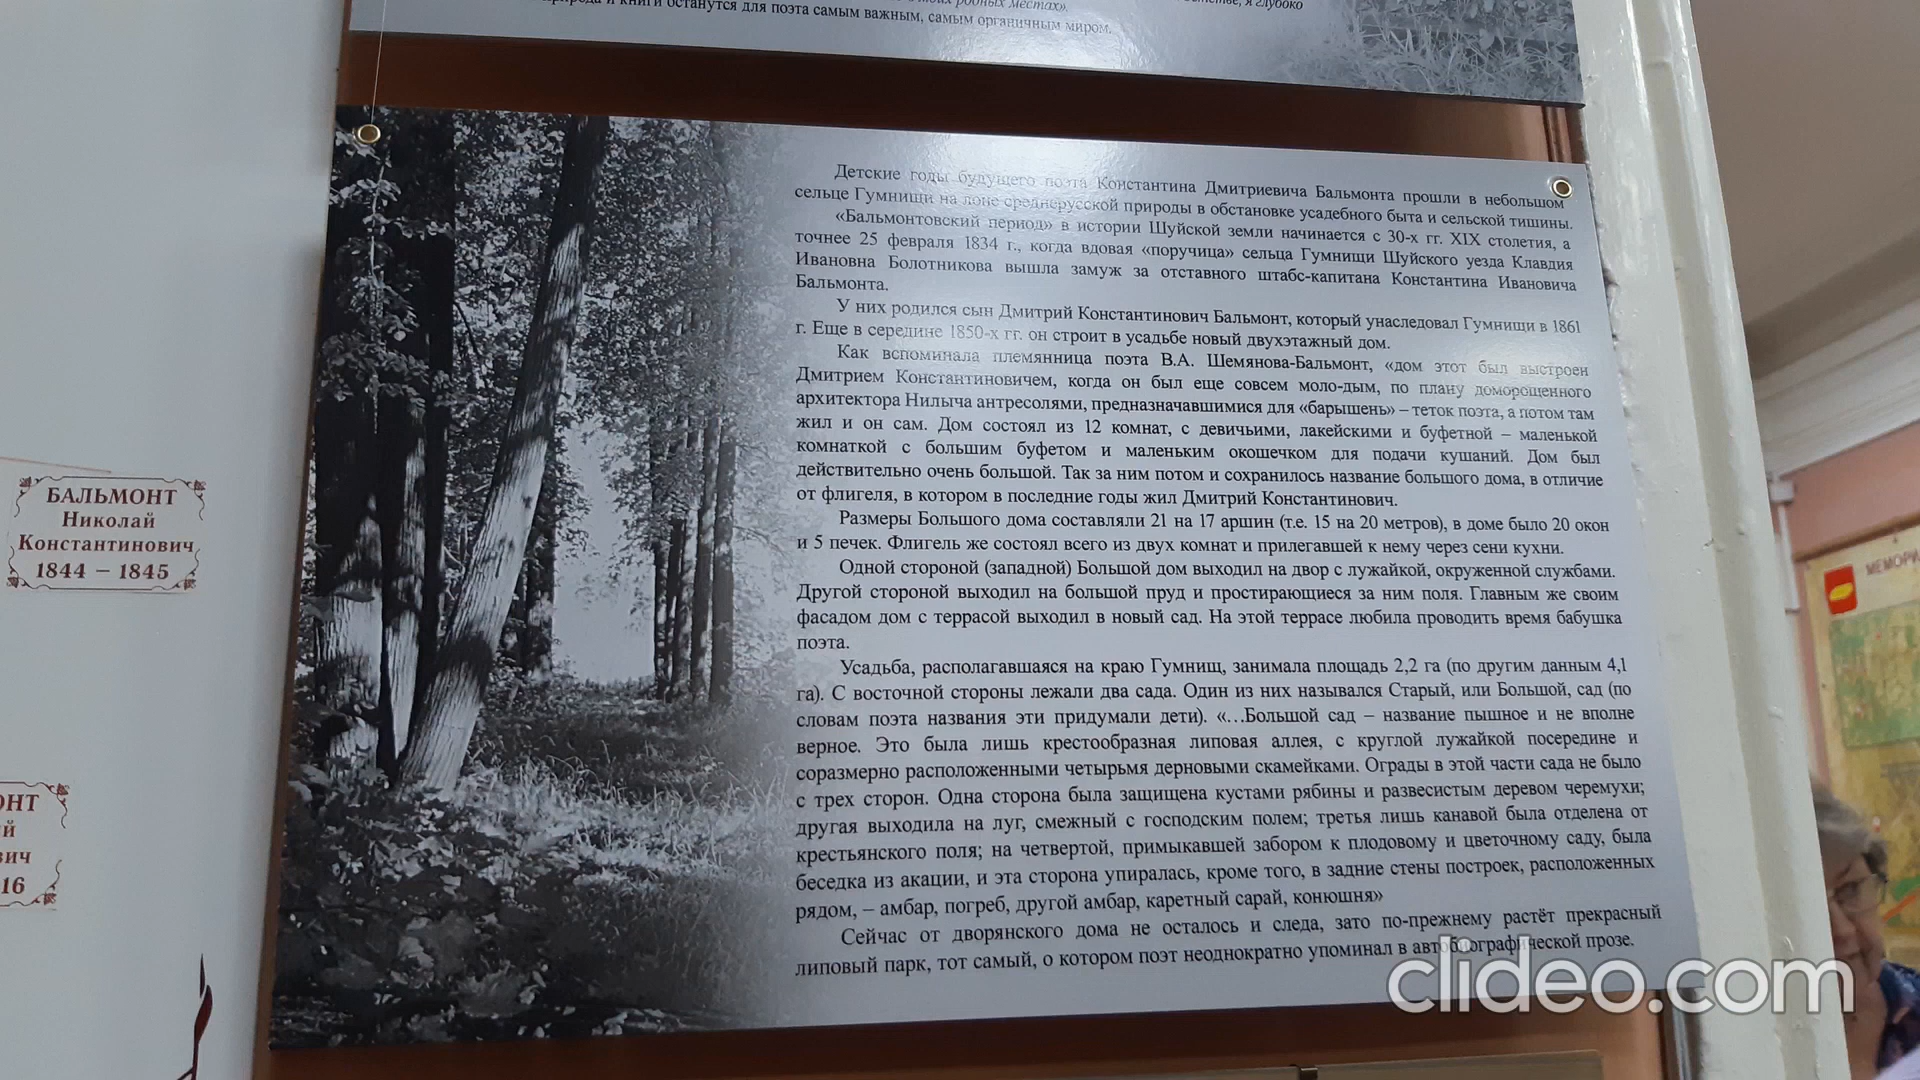 моих родных местах».
природа и книги останутся для поэта самым важным, самым органичным миром.
я глубоко
Детские годы будущего поэта Константина Дмитриевича Бальмонта прошли в небольшом
сельце Гумнищи на лоне среднерусской природы в обстановке усадебного быта и сельской тишины.
«Бальмонтовский период» в истории Шуйской земли начинается с 30-х гг. XIX столетия, а
точнее 25 февраля 1834 г., когда вдовая «поручица» сельца Гумнищи Шуйского уезда Клавдия
Ивановна Болотникова вышла замуж за отставного штабс-капитана Константина Ивановича
Бальмонта.
У них родился сын Дмитрий Константинович Бальмонт, который унаследовал Гумнищи в 1861
г. Еще в середине 1850-х гг. он строит в усадьбе новый двухэтажный дом.
Как вспоминала племянница поэта В.А. Шемянова-Бальмонт, «дом этот был выстроен
Дмитрием Константиновичем, когда он был еще совсем моло-дым, по плану доморощенного
архитектора Нилыча антресолями, предназначавшимися для «барышень» – теток поэта, а потом там
жил и он сам. Дом состоял из 12 комнат, с девичьими, лакейскими и буфетной – маленькой
комнаткой с большим буфетом и маленьким окошечком для подачи кушаний. Дом был
действительно очень большой. Так за ним потом и сохранилось название большого дома, в отличие
от флигеля, в котором в последние годы жил Дмитрий Константинович.
Размеры Большого дома составляли 21 на 17 аршин (т.е. 15 на 20 метров), в доме было 20 окон
и 5 печек. Флигель же состоял всего из двух комнат и прилегавшей к нему через сени кухни.
Одной стороной (западной) Большой дом выходил на двор с лужайкой, окруженной службами.
Другой стороной выходил на большой пруд и простирающиеся за ним поля. Главным же своим
фасадом дом с террасой выходил в новый сад. На этой террасе любила проводить время бабушка
поэта.
Усадьба, располагавшаяся на краю Гумнищ, занимала площадь 2,2 га (по другим данным 4,1
га). С восточной стороны лежали два сада. Один из них назывался Старый, или Большой, сад (по
словам поэта названия эти придумали дети). «…Большой сад – название пышное и не вполне
верное. Это была лишь крестообразная липовая аллея, с круглой лужайкой посередине и
соразмерно расположенными четырьмя дерновыми скамейками. Ограды в этой части сада не было
с трех сторон. Одна сторона была защищена кустами рябины и развесистым деревом черемухи;
другая выходила на луг, смежный с господским полем; третья лишь канавой была отделена от
крестьянского поля; на четвертой, примыкавшей забором к плодовому и цветочному саду, была
беседка из акации, и эта сторона упиралась, кроме того, в задние стены построек, расположенных
рядом, – амбар, погреб, другой амбар, каретный сарай, конюшня»
Сейчас от дворянского дома не осталось и следа, зато по-прежнему растёт прекрасный
липовый парк, тот самый, о котором поэт неоднократно упоминал в автобиографической прозе.
БАЛЬМОНТ
Николай
Константинович
1844 – 1845
ОНТ
й
вич
16
МЕМОРИ
clideo.com